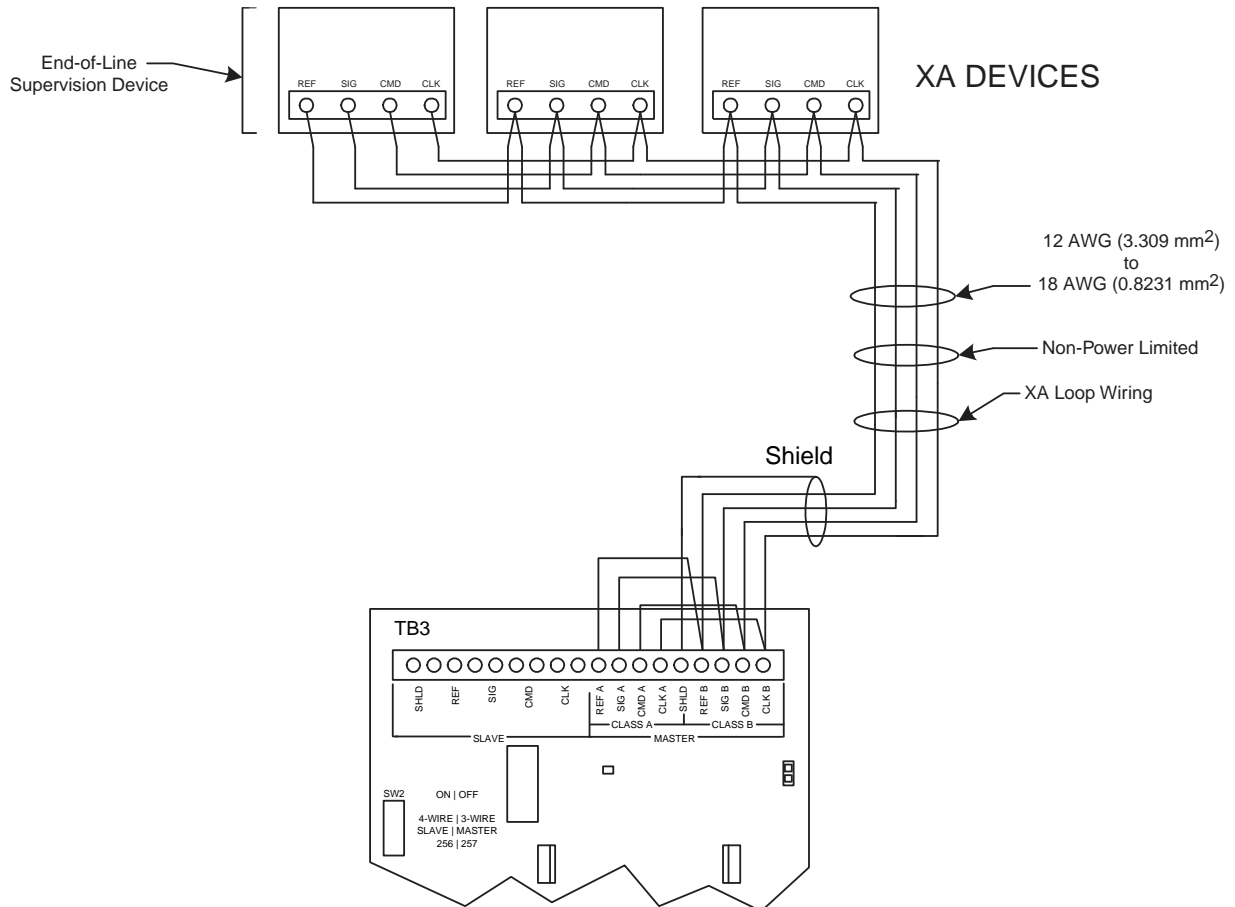 End-of-Line
Supervision Device
REF SIG CMD CLK
REF SIG CMD CLK
REF SIG CMD CLK
XA DEVICES
12 AWG (3.309 mm2)
to
18 AWG (0.8231 mm2)
Non-Power Limited
XA Loop Wiring
Shield
TB3
SHLD REF SIG CMD CLK REF A SIG A CMD A CLK A SHLD REF B SIG B CMD B CLK B
CLASS A CLASS B
SLAVE MASTER
SW2 ON | OFF
4-WIRE | 3-WIRE
SLAVE | MASTER
256 | 257